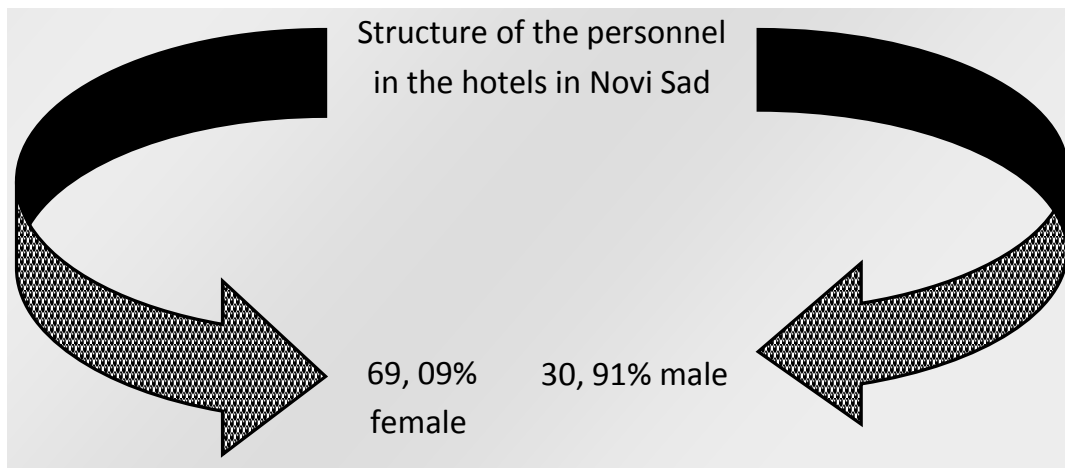 Structure of the personnel
in the hotels in Novi Sad
69, 09%
female
30, 91% male